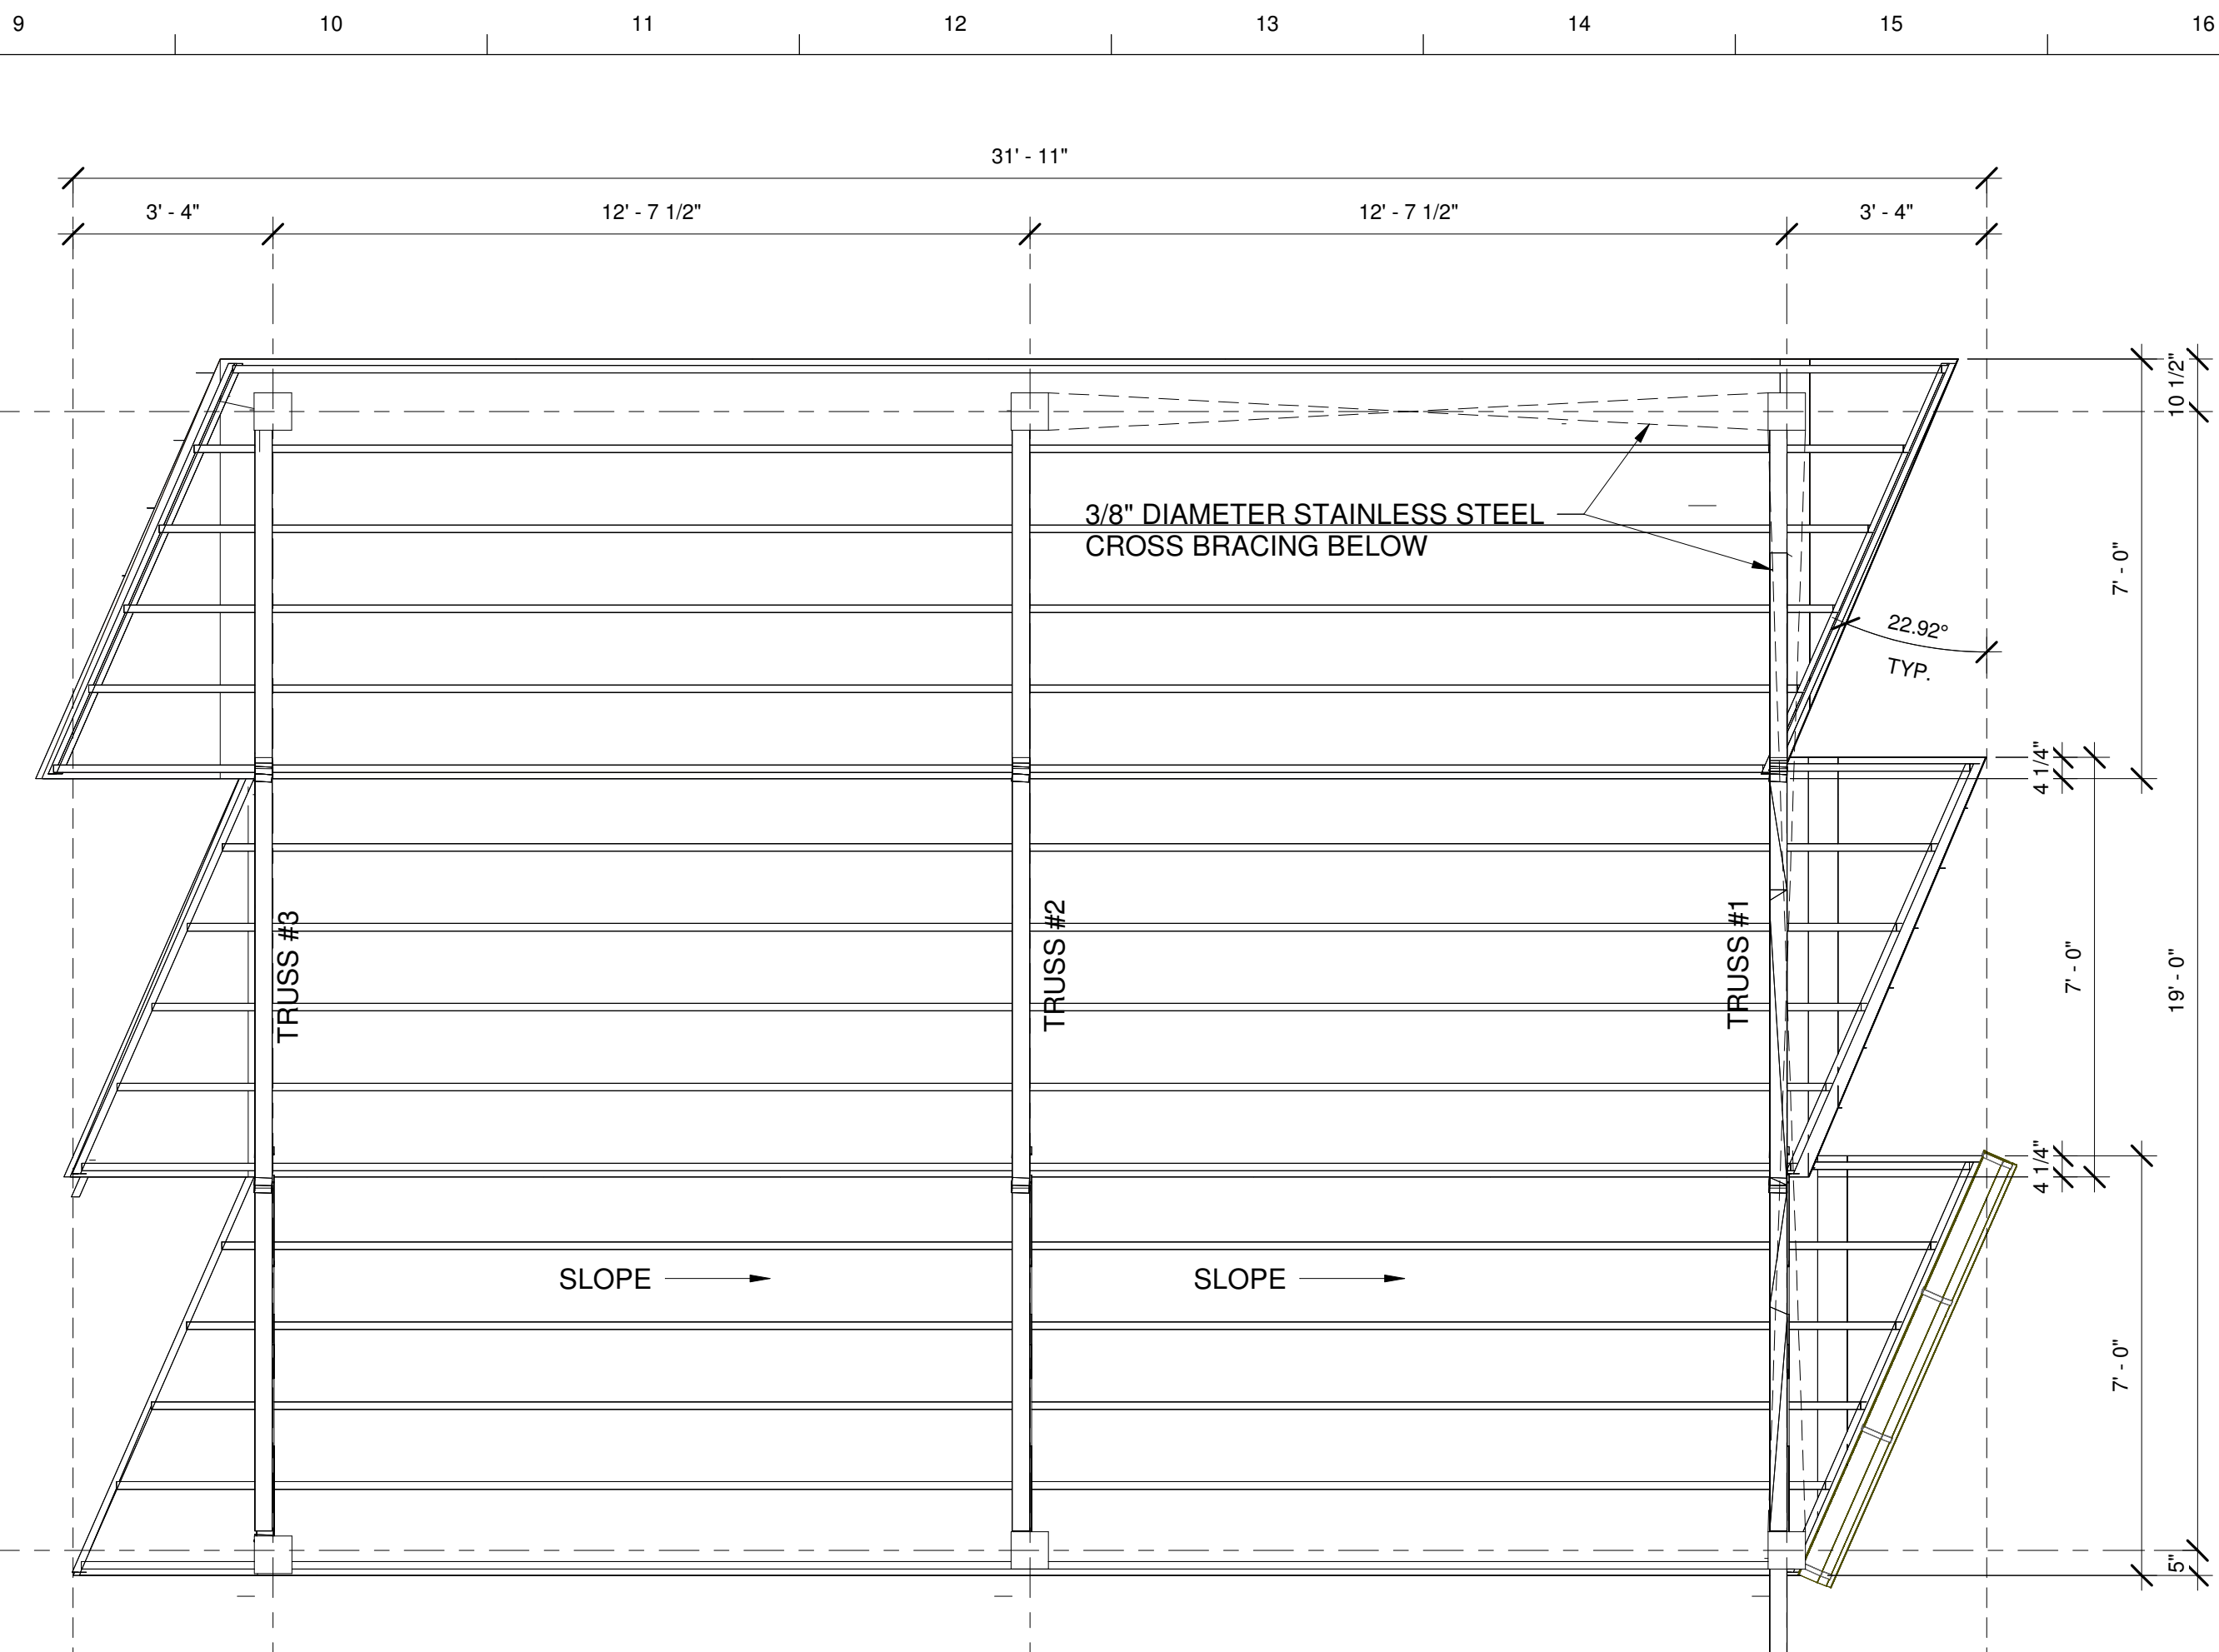 9 10 11 12 13 14 15 16
31' - 11"
3' - 4" 12' - 7 1/2" 12' - 7 1/2" 3' - 4"
10 1/2"
3/8" DIAMETER STAINLESS STEEL
CROSS BRACING BELOW
7' - 0"
22.92°
TYP.
4 1/4"
TRUSS #3
TRUSS #2
TRUSS #1
7' - 0"
19' - 0"
4 1/4"
SLOPE
SLOPE
7' - 0"
5"